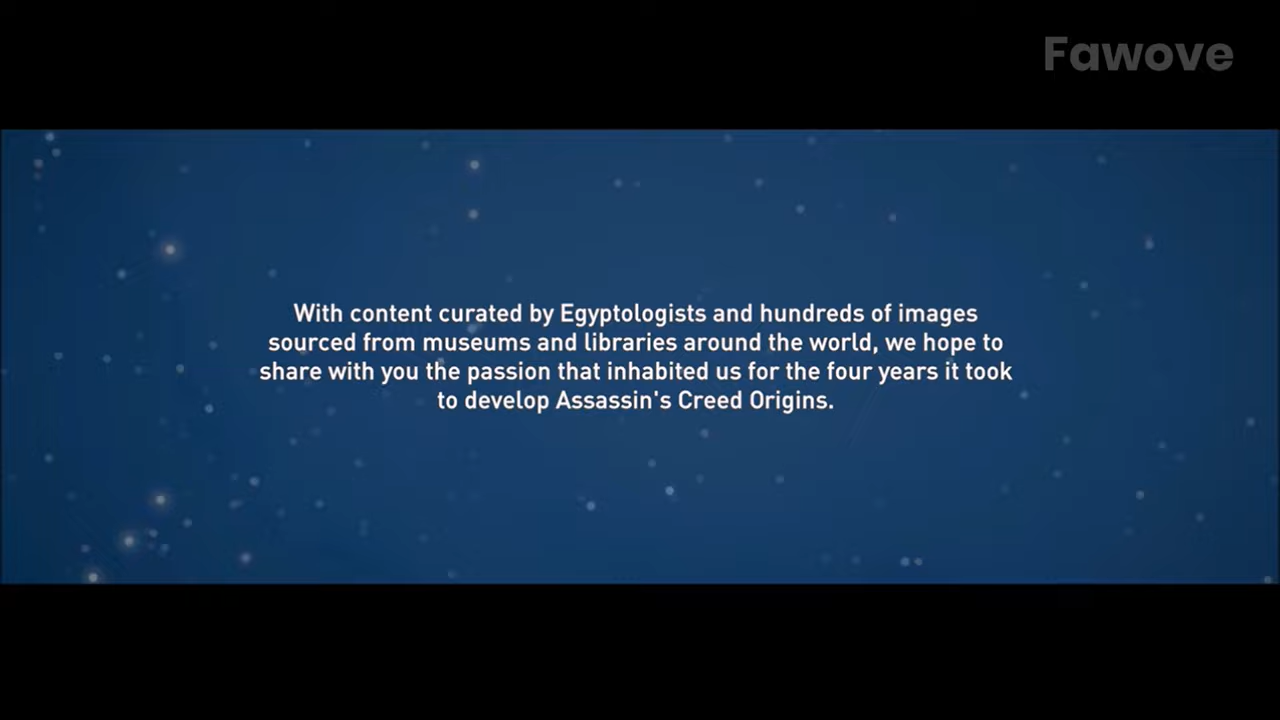 Fawove
With content curated by Egyptologists and hundreds of images
sourced from museums and libraries around the world, we hope to
share with you the passion that inhabited us for the four years it took
to develop Assassin's Creed Origins.